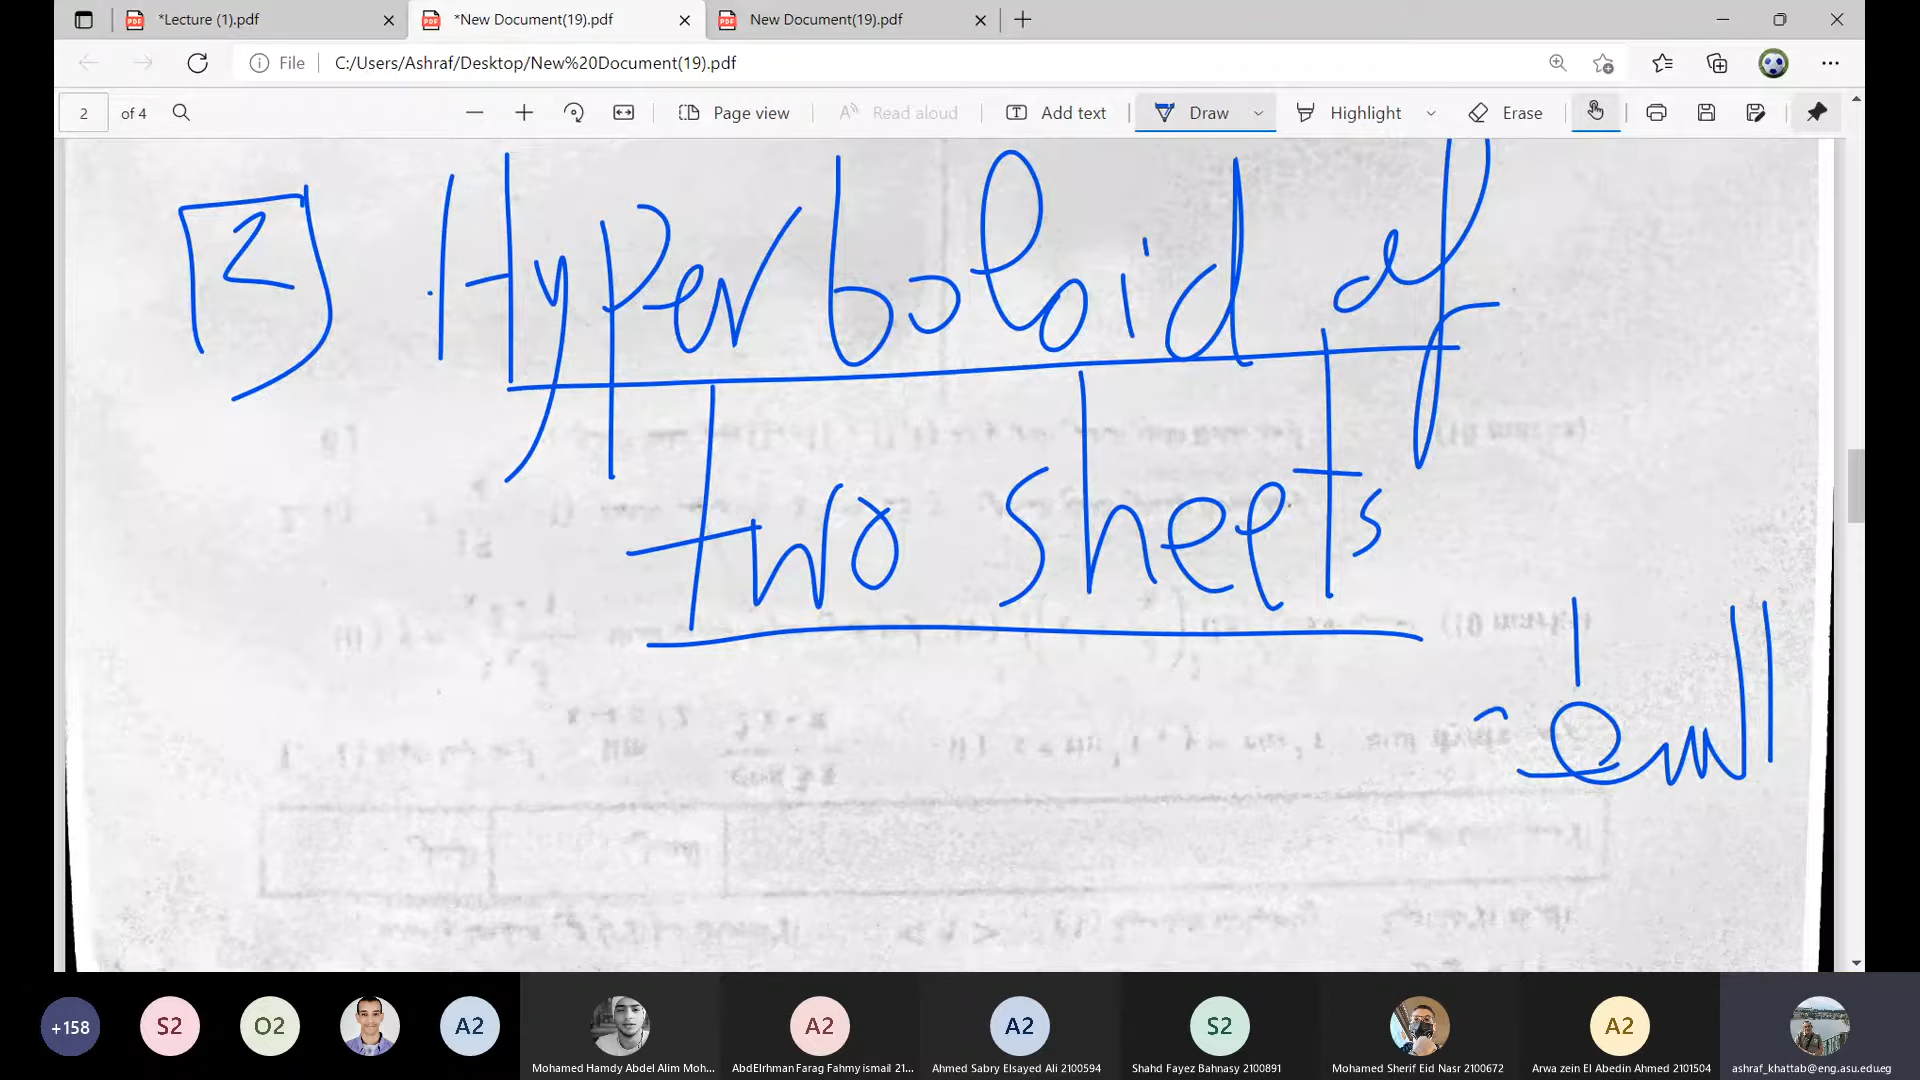 *Lecture (1).pdf
*New Document(19).pdf
New Document(19).pdf
File
C:/Users/Ashraf/Desktop/New%20Document(19).pdf
2 of 4
Page view
Read aloud
Add text
Draw
Highlight
Erase
2 Hyperboloid of
two sheets
+158
S2
O2
A2
Mohamed Hamdy Abdel Alim Moh...
A2
AbdElrhman Farag Fahmy ismail 21...
A2
Ahmed Sabry Elsayed Ali 2100594
S2
Shahd Fayez Bahnasy 2100891
Mohamed Sherif Eid Nasr 2100672
A2
Arwa zein El Abedin Ahmed 2101504
ashraf_khattab@eng.asu.edu.eg